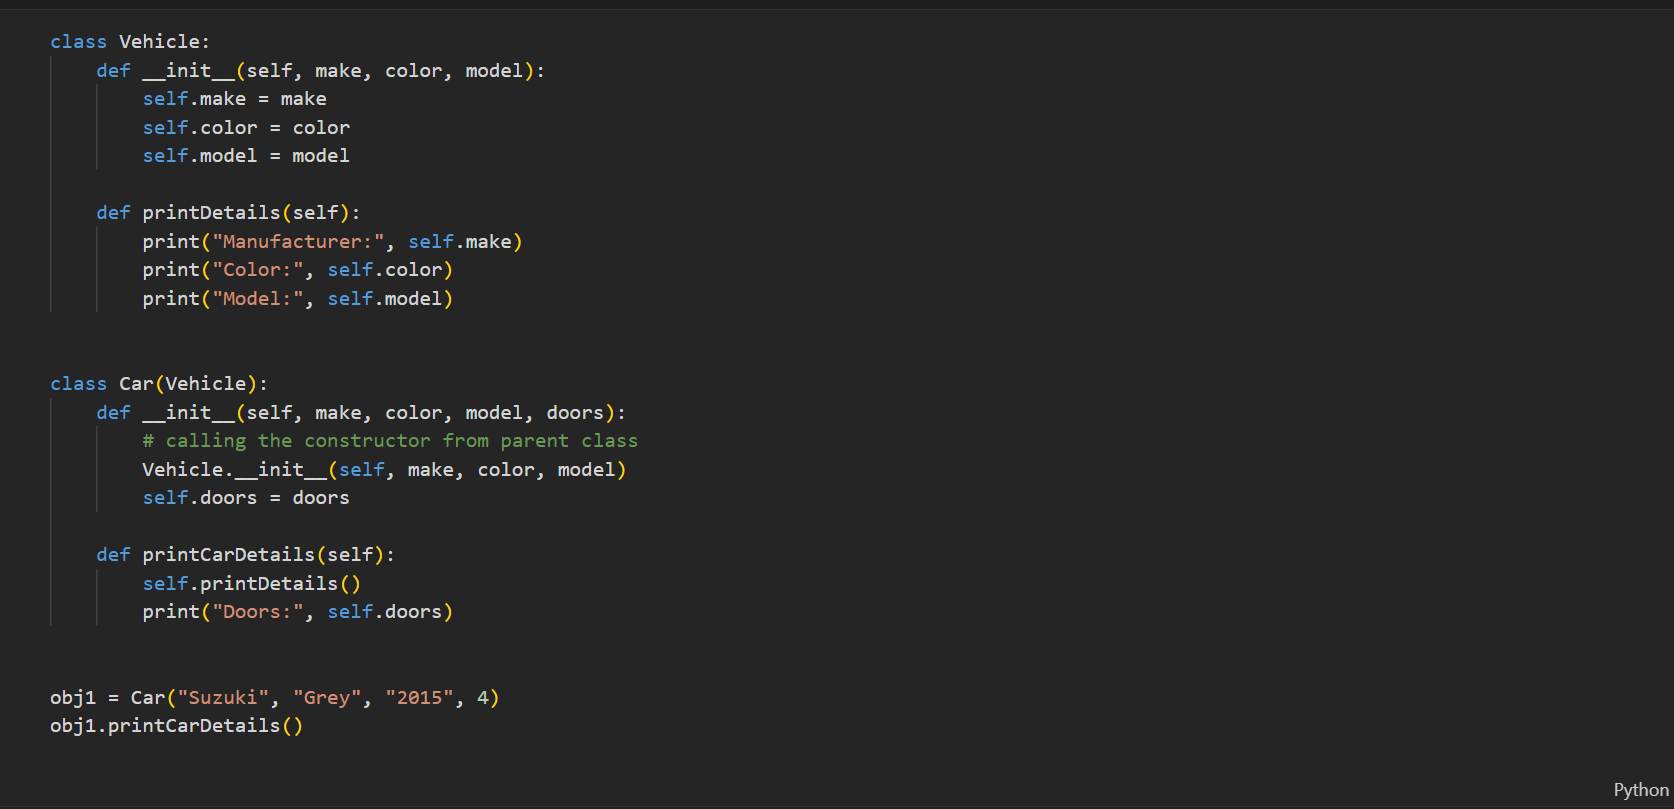 class Vehicle:
    def __init__(self, make, color, model):
        self.make = make
        self.color = color
        self.model = model

    def printDetails(self):
        print("Manufacturer:", self.make)
        print("Color:", self.color)
        print("Model:", self.model)


class Car(Vehicle):
    def __init__(self, make, color, model, doors):
        # calling the constructor from parent class
        Vehicle.__init__(self, make, color, model)
        self.doors = doors

    def printCarDetails(self):
        self.printDetails()
        print("Doors:", self.doors)


obj1 = Car("Suzuki", "Grey", "2015", 4)
obj1.printCarDetails()
Python